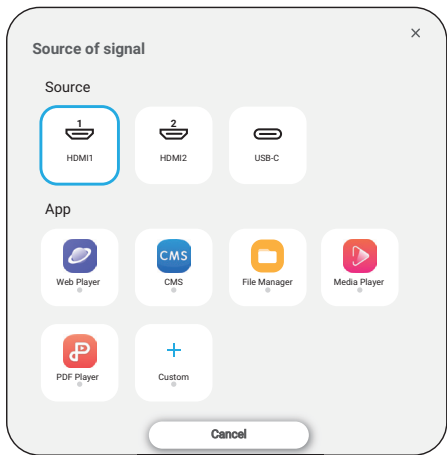 Source of signal
Source
1
2
HDMI1
HDMI2
USB-C
App
CMS
Web Player
CMS
File Manager
Media Player
PDF Player
Custom
Cancel